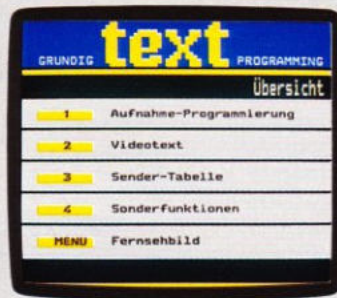 GRUNDIG text PROGRAMMING
Übersicht
1 Aufnahme-Programmierung
2 Videotext
3 Sender-Tabelle
4 Sonderfunktionen
MENU Fernsehbild